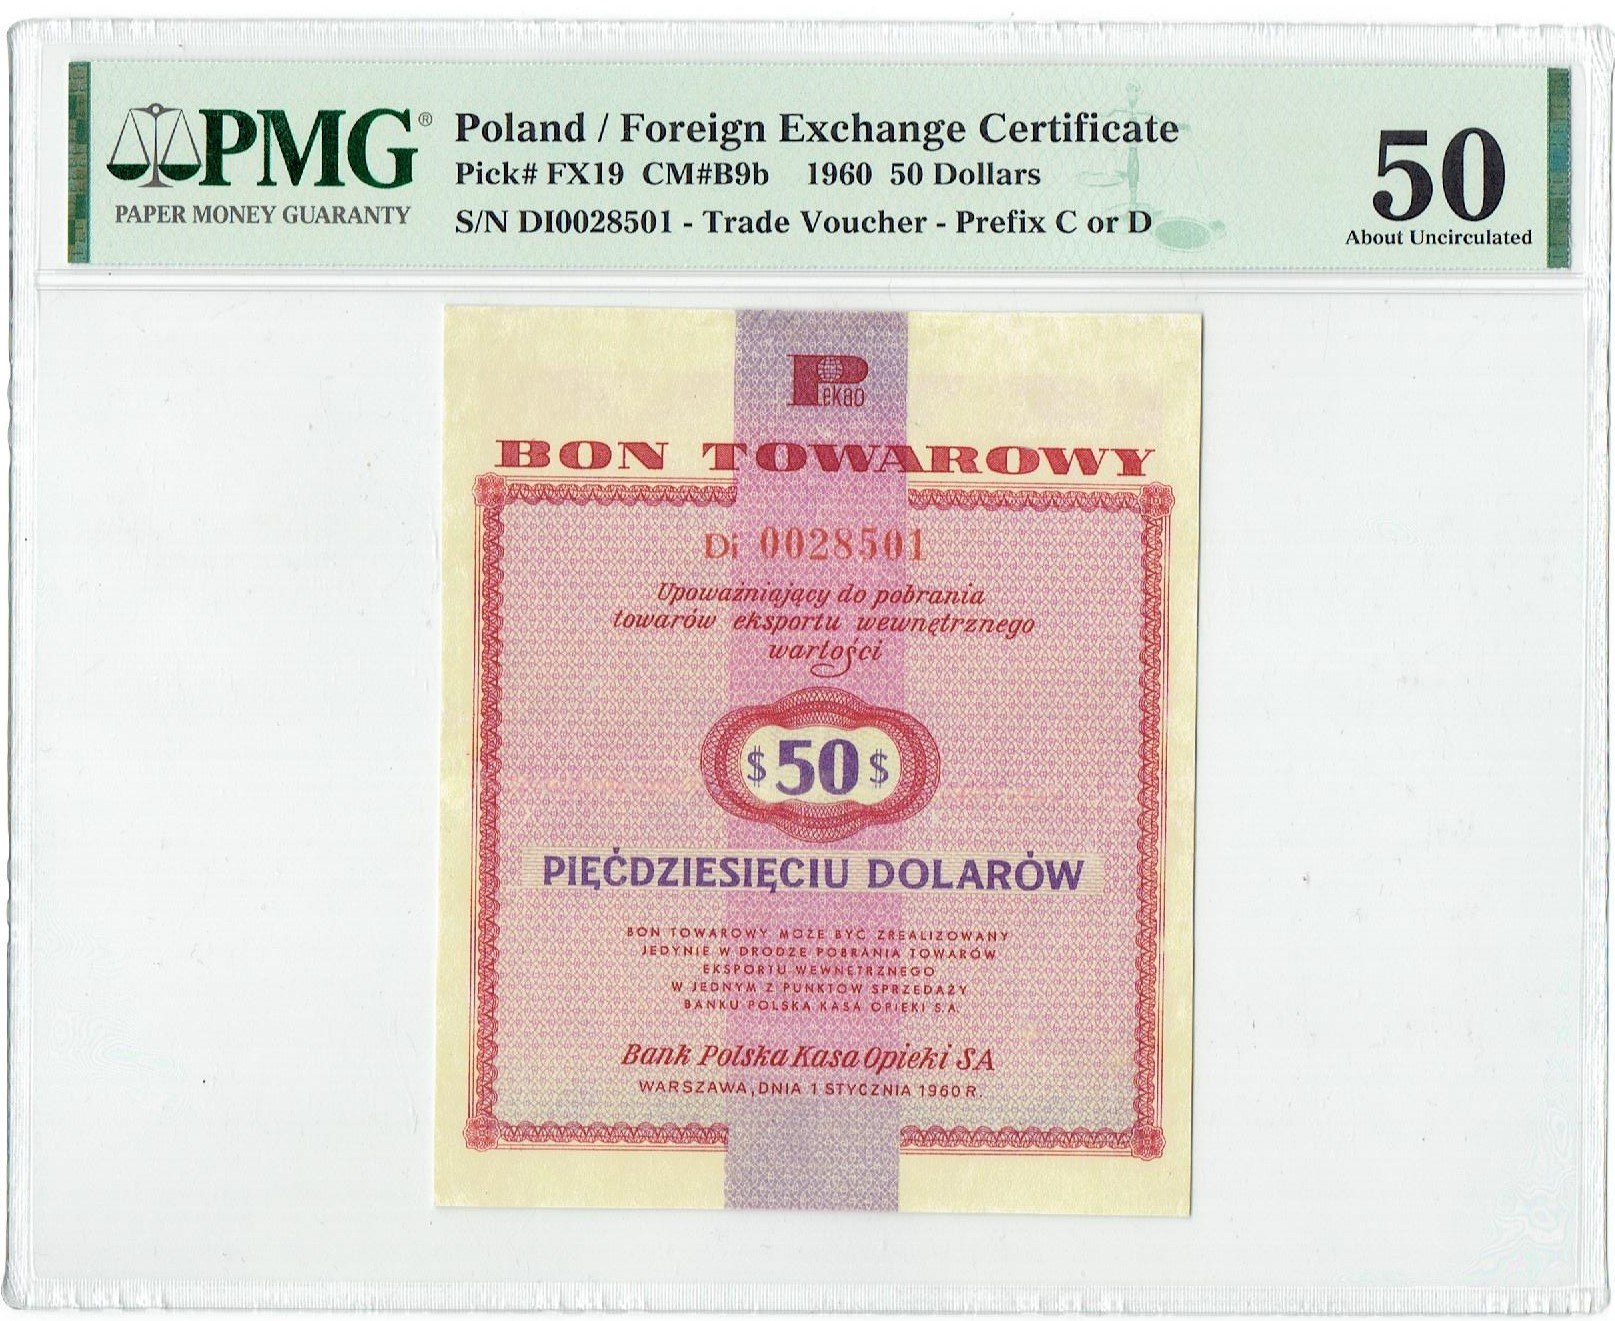 PMG®
PAPER MONEY GUARANTY
Poland / Foreign Exchange Certificate
Pick# FX19 CM#B9b 1960 50 Dollars
S/N DI0028501 - Trade Voucher - Prefix C or D
50
About Uncirculated
Pekao
BON TOWAROWY
Di 0028501
Upoważniający do pobrania
towarów eksportu wewnętrznego
wartości
$ 50 $
PIĘĆDZIESIĘCIU DOLARÓW
BON TOWAROWY MOŻE BYĆ ZREALIZOWANY
JEDYNIE W DRODZE POBRANIA TOWARÓW
EKSPORTU WEWNĘTRZNEGO
W JEDNYM Z PUNKTÓW SPRZEDAŻY
BANKU POLSKA KASA OPIEKI S.A.
Bank Polska Kasa Opieki SA
WARSZAWA, DNIA 1 STYCZNIA 1960 R.